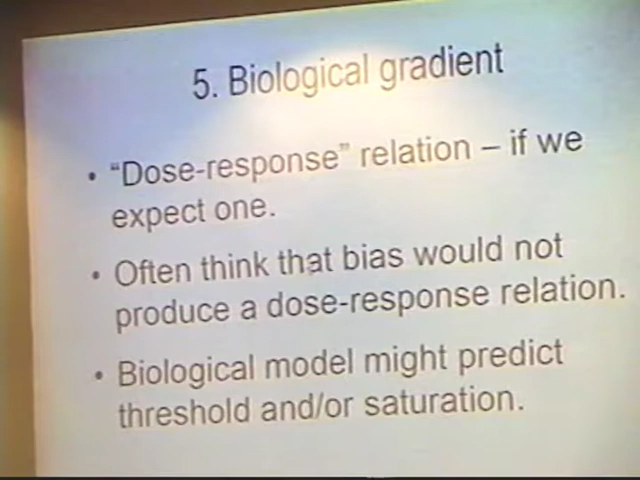 5. Biological gradient
• “Dose-response” relation – if we
expect one.
• Often think that bias would not
produce a dose-response relation.
• Biological model might predict
threshold and/or saturation.